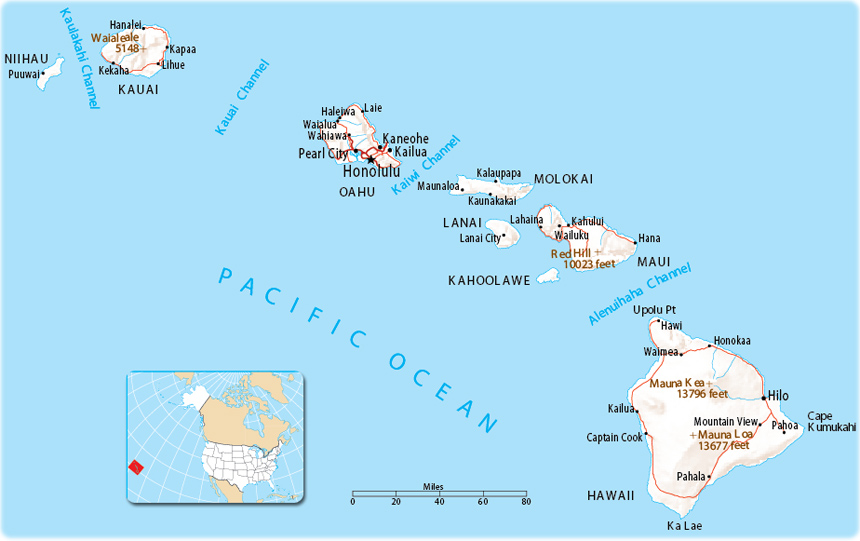 Hanalei
Waialeale
5148
Kapaa
Lihue
Kekaha
KAUAI
Kaulakahi Channel
NIIHAU
Puuwai
Kauai Channel
Haleiwa
Laie
Waialua
Wahiawa
Kaneohe
Pearl City
Kailua
Honolulu
OAHU
Kaiwi Channel
Kalaupapa
MOLOKAI
Maunaloa
Kaunakakai
LANAI
Lanai City
Lahaina
Kahului
Wailuku
Hana
Red Hill
10023 feet
MAUI
KAHOOLAWE
Alenuihaha Channel
PACIFIC OCEAN
Upolu Pt
Hawi
Honokaa
Waimea
Mauna Kea
13796 feet
Hilo
Kailua
Mountain View
Cape
Kumukahi
Pahoa
Captain Cook
Mauna Loa
13677 feet
Pahala
HAWAII
Ka Lae
Miles
0 20 40 60 80